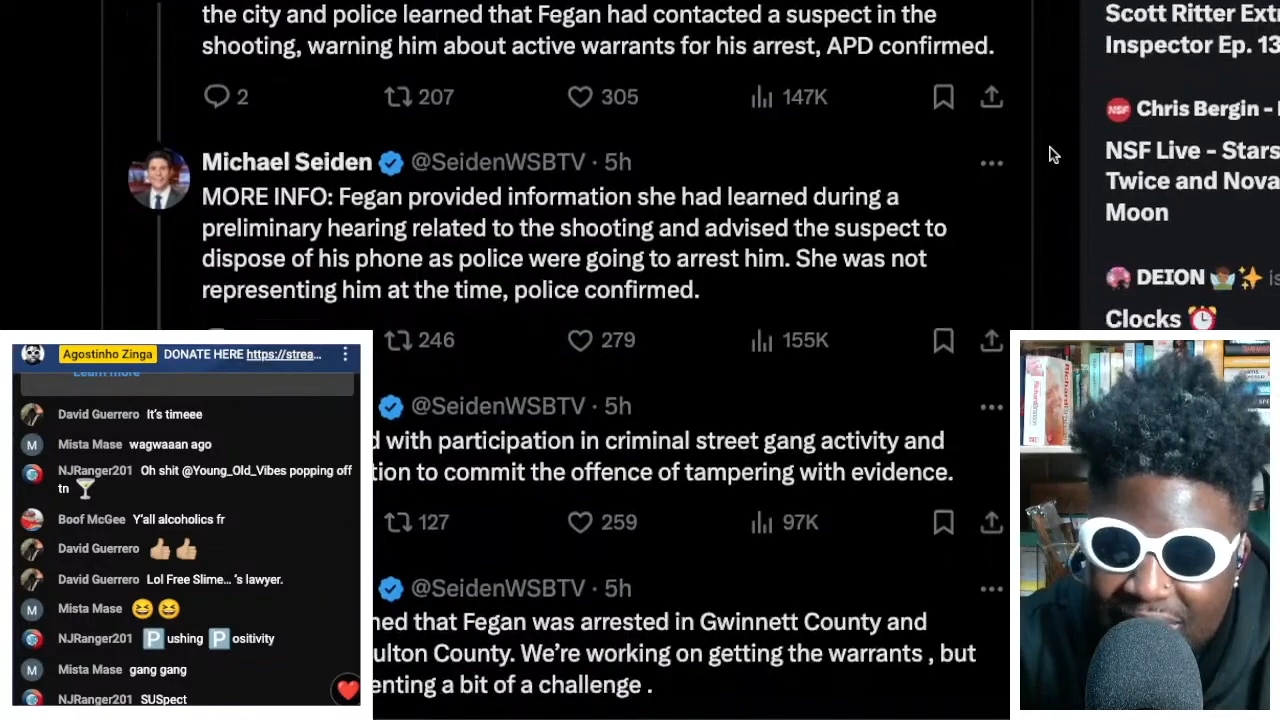 the city and police learned that Fegan had contacted a suspect in the
shooting, warning him about active warrants for his arrest, APD confirmed.
2 207 305 147K
Michael Seiden @SeidenWSBTV · 5h
MORE INFO: Fegan provided information she had learned during a
preliminary hearing related to the shooting and advised the suspect to
dispose of his phone as police were going to arrest him. She was not
representing him at the time, police confirmed.
246 279 155K
@SeidenWSBTV · 5h
d with participation in criminal street gang activity and
tion to commit the offence of tampering with evidence.
127 259 97K
@SeidenWSBTV · 5h
ned that Fegan was arrested in Gwinnett County and
ulton County. We're working on getting the warrants , but
enting a bit of a challenge .
Scott Ritter Ext
Inspector Ep. 13
NSF Chris Bergin -
NSF Live - Stars
Twice and Nova
Moon
DEION 🧚🏾✨ is
Clocks ⏰
Agostinho Zinga DONATE HERE https://strea...
Learn more
David Guerrero It's timeee
Mista Mase wagwaaan ago
NJRanger201 Oh shit @Young_Old_Vibes popping off
tn 🍸
Boof McGee Y'all alcoholics fr
David Guerrero 👍🏼👍🏼
David Guerrero Lol Free Slime... 's lawyer.
Mista Mase 😆😆
NJRanger201 🅿️ushing 🅿️ositivity
Mista Mase gang gang
NJRanger201 SUSpect